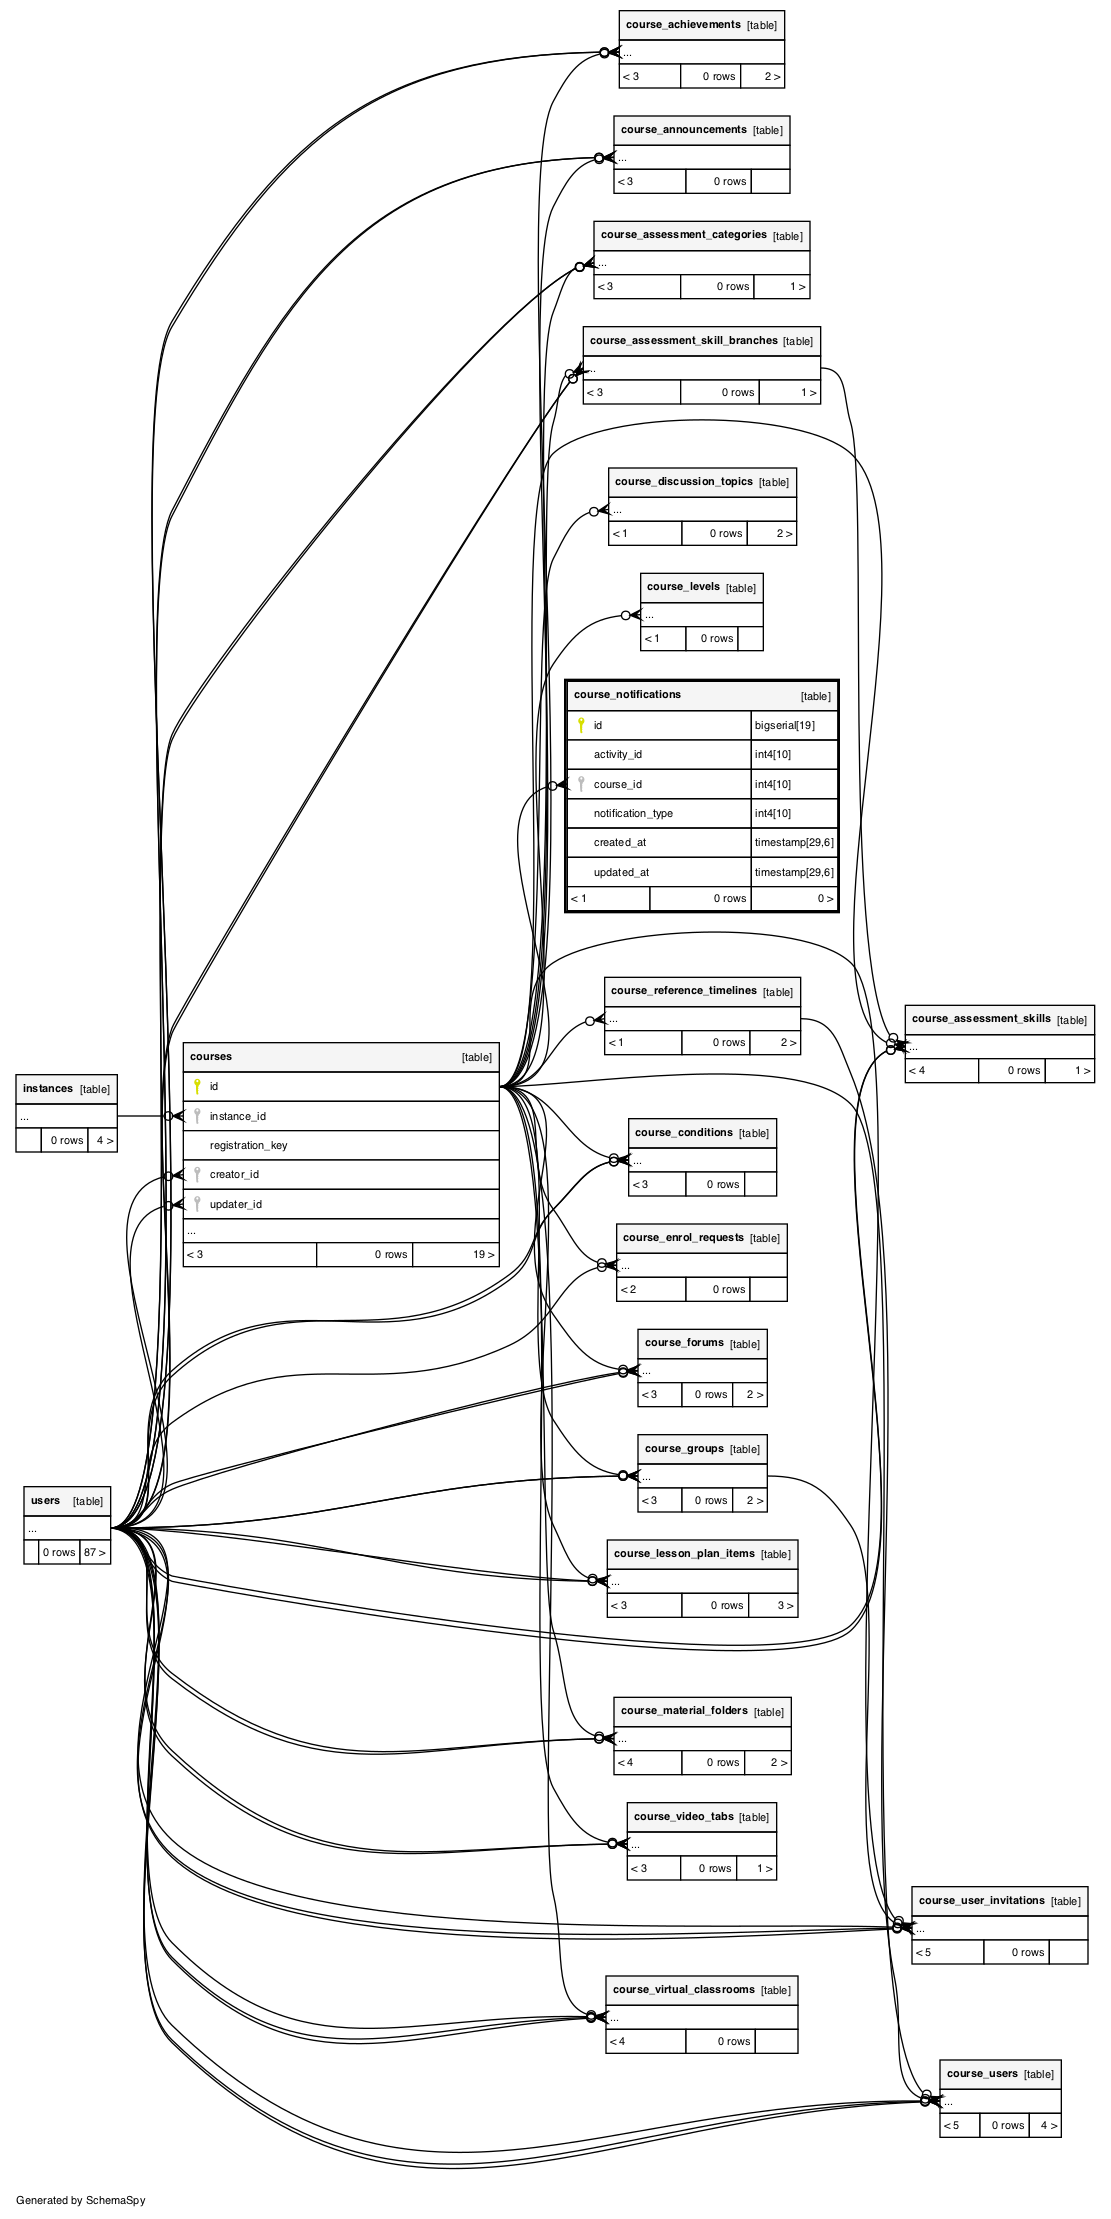 course_achievements [table]
...
< 3 0 rows 2 >
course_announcements [table]
...
< 3 0 rows
course_assessment_categories [table]
...
< 3 0 rows 1 >
course_assessment_skill_branches [table]
...
< 3 0 rows 1 >
course_discussion_topics [table]
...
< 1 0 rows 2 >
course_levels [table]
...
< 1 0 rows
course_notifications [table]
id bigserial[19]
activity_id int4[10]
course_id int4[10]
notification_type int4[10]
created_at timestamp[29,6]
updated_at timestamp[29,6]
< 1 0 rows 0 >
course_reference_timelines [table]
...
< 1 0 rows 2 >
course_assessment_skills [table]
...
< 4 0 rows 1 >
courses [table]
id
instance_id
registration_key
creator_id
updater_id
...
< 3 0 rows 19 >
instances [table]
...
0 rows 4 >
course_conditions [table]
...
< 3 0 rows
course_enrol_requests [table]
...
< 2 0 rows
course_forums [table]
...
< 3 0 rows 2 >
course_groups [table]
...
< 3 0 rows 2 >
users [table]
...
0 rows 87 >
course_lesson_plan_items [table]
...
< 3 0 rows 3 >
course_material_folders [table]
...
< 4 0 rows 2 >
course_video_tabs [table]
...
< 3 0 rows 1 >
course_user_invitations [table]
...
< 5 0 rows
course_virtual_classrooms [table]
...
< 4 0 rows
course_users [table]
...
< 5 0 rows 4 >
Generated by SchemaSpy